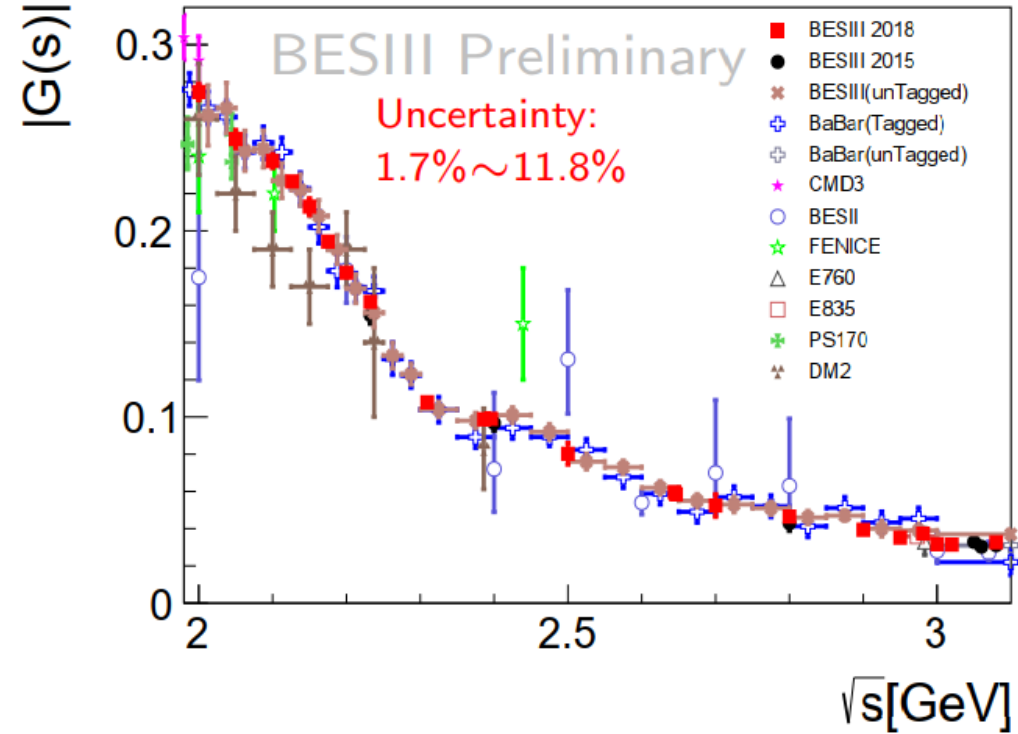 |G(s)|
BESIII Preliminary
Uncertainty:
1.7%∼11.8%
BESIII 2018
BESIII 2015
BESIII(unTagged)
BaBar(Tagged)
BaBar(unTagged)
CMD3
BESII
FENICE
E760
E835
PS170
DM2
0.3
0.2
0.1
0
2
2.5
3
√s[GeV]